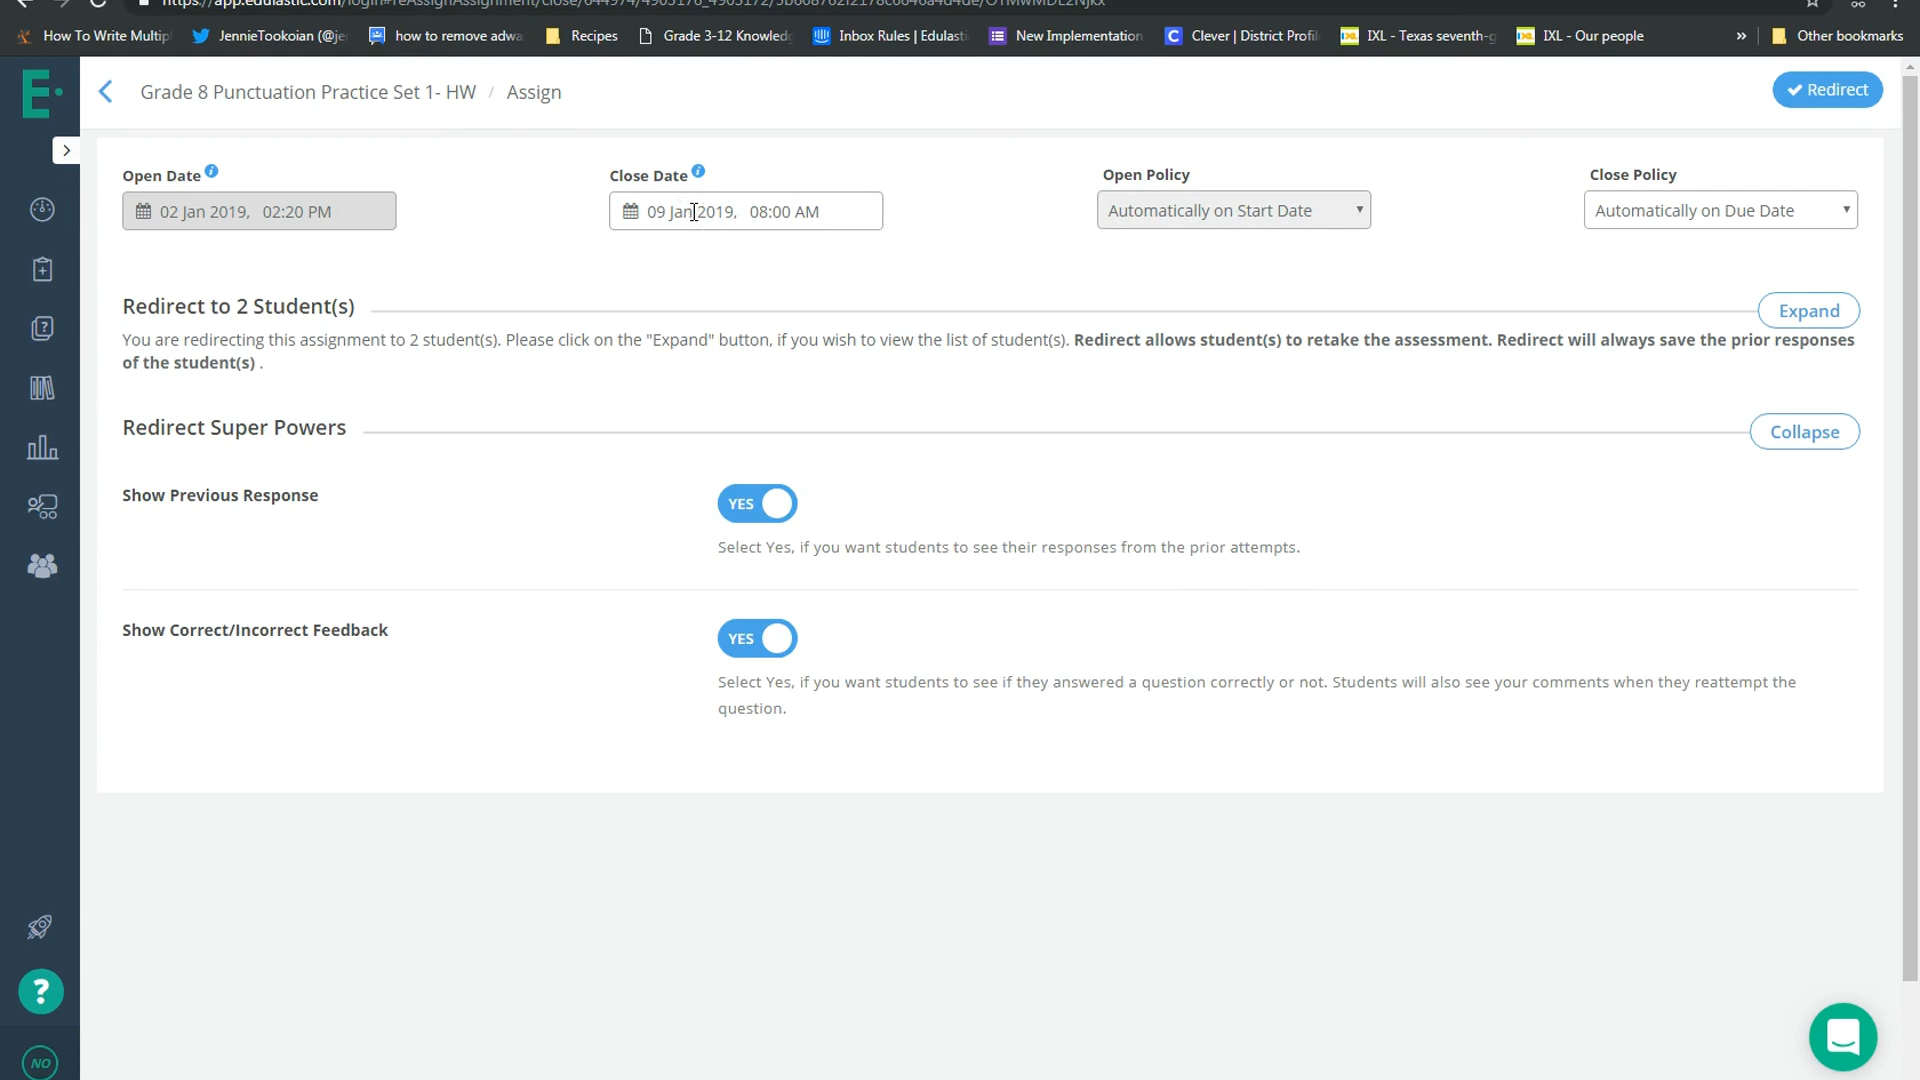 How To Write Multip
JennieTookoian (@je
how to remove adwa
Recipes
Grade 3-12 Knowled
Inbox Rules | Edulasti
New Implementation
Clever | District Profil
IXL - Texas seventh-g
IXL - Our people
»
Other bookmarks
E
Grade 8 Punctuation Practice Set 1- HW / Assign
Redirect
Open Date
02 Jan 2019, 02:20 PM
Close Date
09 Jan 2019, 08:00 AM
Open Policy
Automatically on Start Date
Close Policy
Automatically on Due Date
Redirect to 2 Student(s)
Expand
You are redirecting this assignment to 2 student(s). Please click on the "Expand" button, if you wish to view the list of student(s). Redirect allows student(s) to retake the assessment. Redirect will always save the prior responses
of the student(s) .
Redirect Super Powers
Collapse
Show Previous Response
YES
Select Yes, if you want students to see their responses from the prior attempts.
Show Correct/Incorrect Feedback
YES
Select Yes, if you want students to see if they answered a question correctly or not. Students will also see your comments when they reattempt the
question.
?
NO